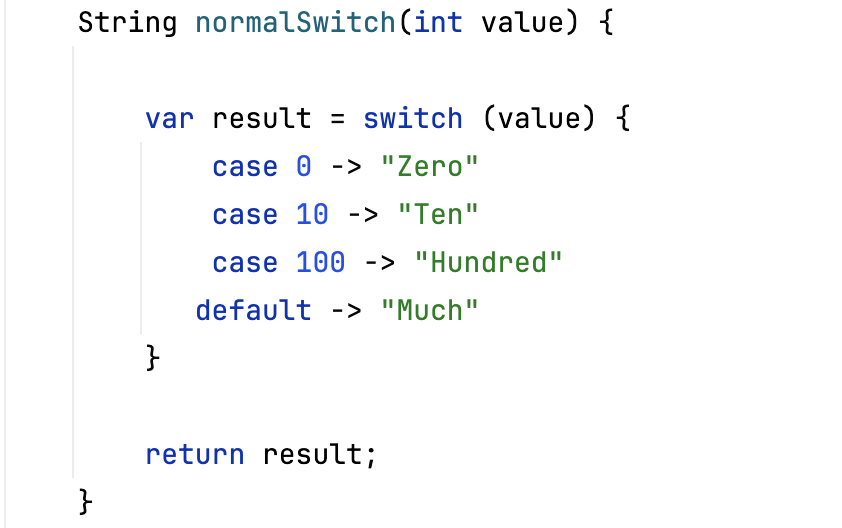 String normalSwitch(int value) {
var result = switch (value) {
case 0 -> "Zero"
case 10 -> "Ten"
case 100 -> "Hundred"
default -> "Much"
}
return result;
}